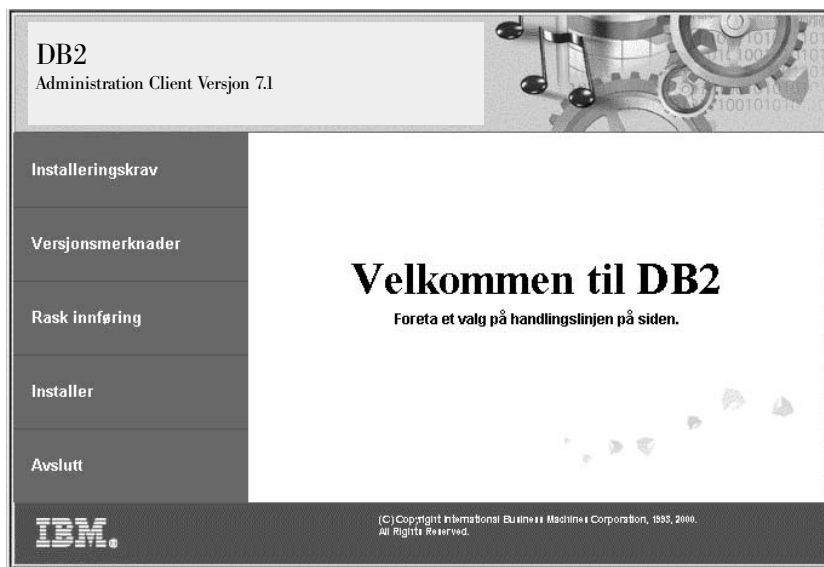 DB2
Administration Client Versjon 7.1
Installeringskrav
Versjonsmerknader
Rask innføring
Installer
Avslutt
Velkommen til DB2
Foreta et valg på handlingslinjen på siden.
IBM®
(C) Copyright International Business Machines Corporation, 1993, 2000.
All Rights Reserved.